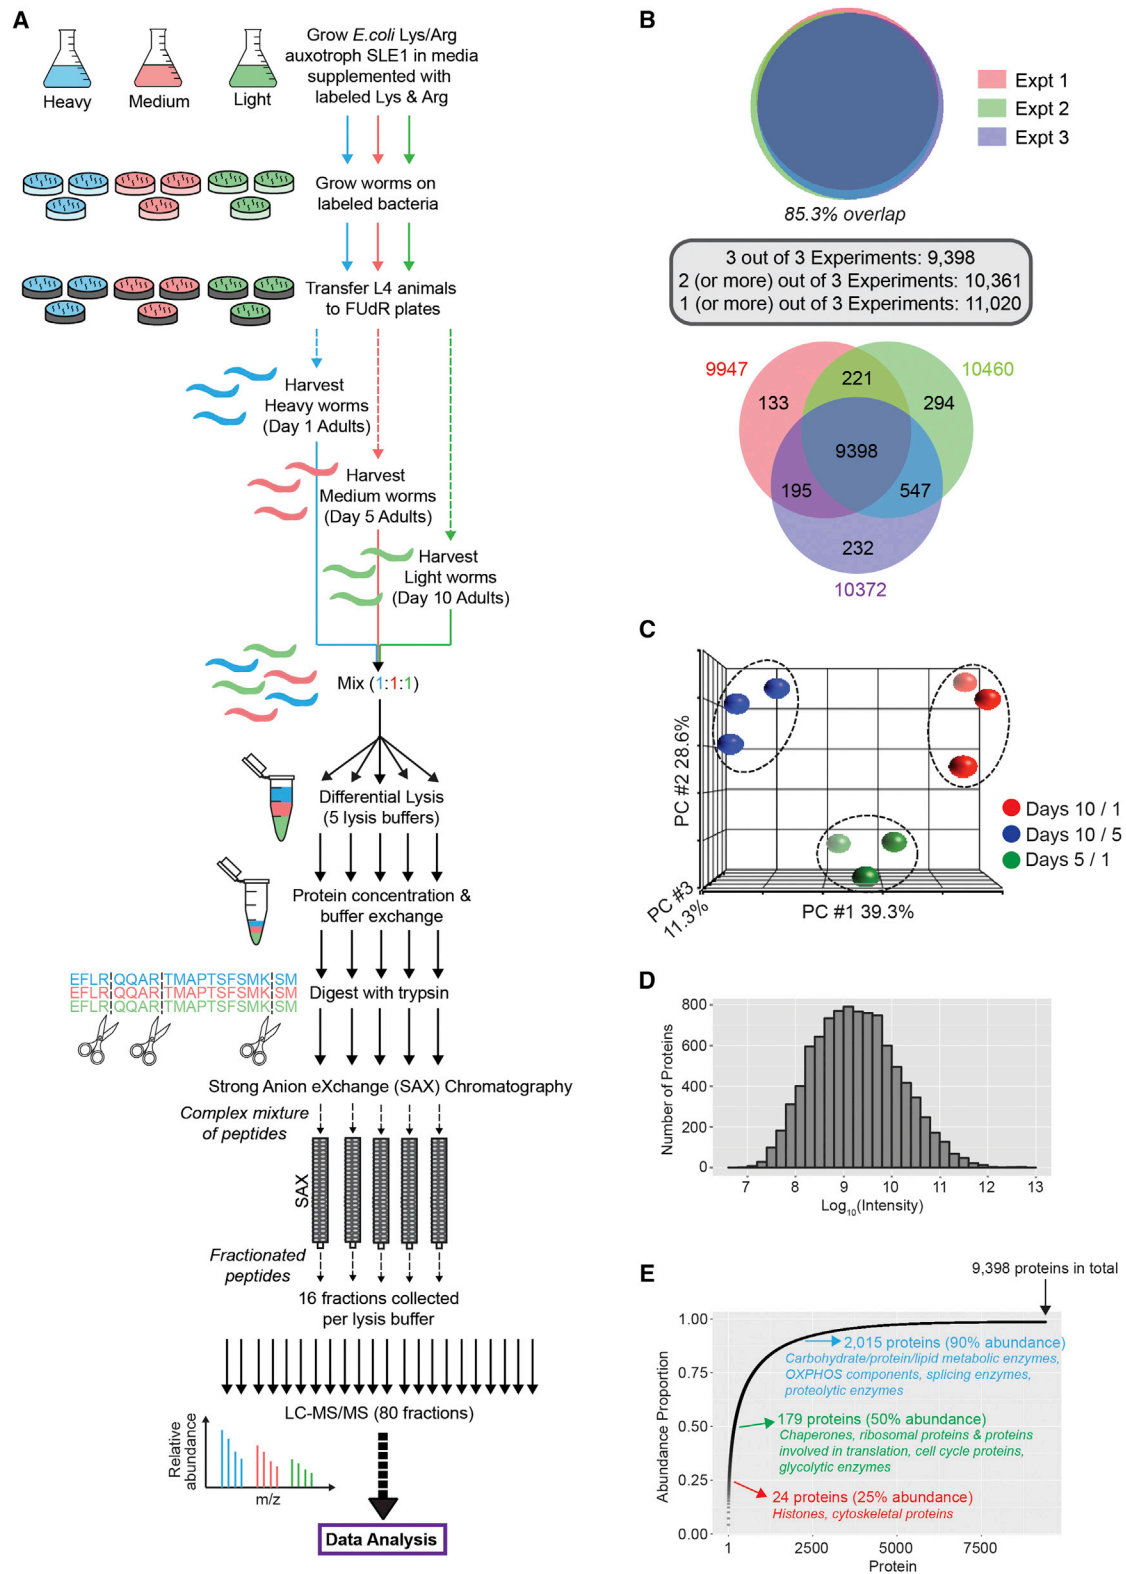 A
Grow E.coli Lys/Arg
auxotroph SLE1 in media
supplemented with
labeled Lys & Arg
Heavy
Medium
Light
Grow worms on
labeled bacteria
Transfer L4 animals
to FUdR plates
Harvest
Heavy worms
(Day 1 Adults)
Harvest
Medium worms
(Day 5 Adults)
Harvest
Light worms
(Day 10 Adults)
Mix (1:1:1)
Differential Lysis
(5 lysis buffers)
Protein concentration &
buffer exchange
EFLR QQAR TMAPTSFSMK SM
EFLR QQAR TMAPTSFSMK SM
EFLR QQAR TMAPTSFSMK SM
Digest with trypsin
Strong Anion eXchange (SAX) Chromatography
Complex mixture
of peptides
SAX
Fractionated
peptides
16 fractions collected
per lysis buffer
LC-MS/MS (80 fractions)
Relative
abundance
m/z
Data Analysis
B
Expt 1
Expt 2
Expt 3
85.3% overlap
3 out of 3 Experiments: 9,398
2 (or more) out of 3 Experiments: 10,361
1 (or more) out of 3 Experiments: 11,020
9947
221
10460
133
294
9398
195
547
232
10372
C
PC #2 28.6%
PC #3
11.3%
PC #1 39.3%
Days 10 / 1
Days 10 / 5
Days 5 / 1
D
Number of Proteins
800
600
400
200
0
7 8 9 10 11 12 13
Log10(Intensity)
E
9,398 proteins in total
Abundance Proportion
1.00
0.75
0.50
0.25
0.00
2,015 proteins (90% abundance)
Carbohydrate/protein/lipid metabolic enzymes,
OXPHOS components, splicing enzymes,
proteolytic enzymes
179 proteins (50% abundance)
Chaperones, ribosomal proteins & proteins
involved in translation, cell cycle proteins,
glycolytic enzymes
24 proteins (25% abundance)
Histones, cytoskeletal proteins
1 2500 5000 7500
Protein